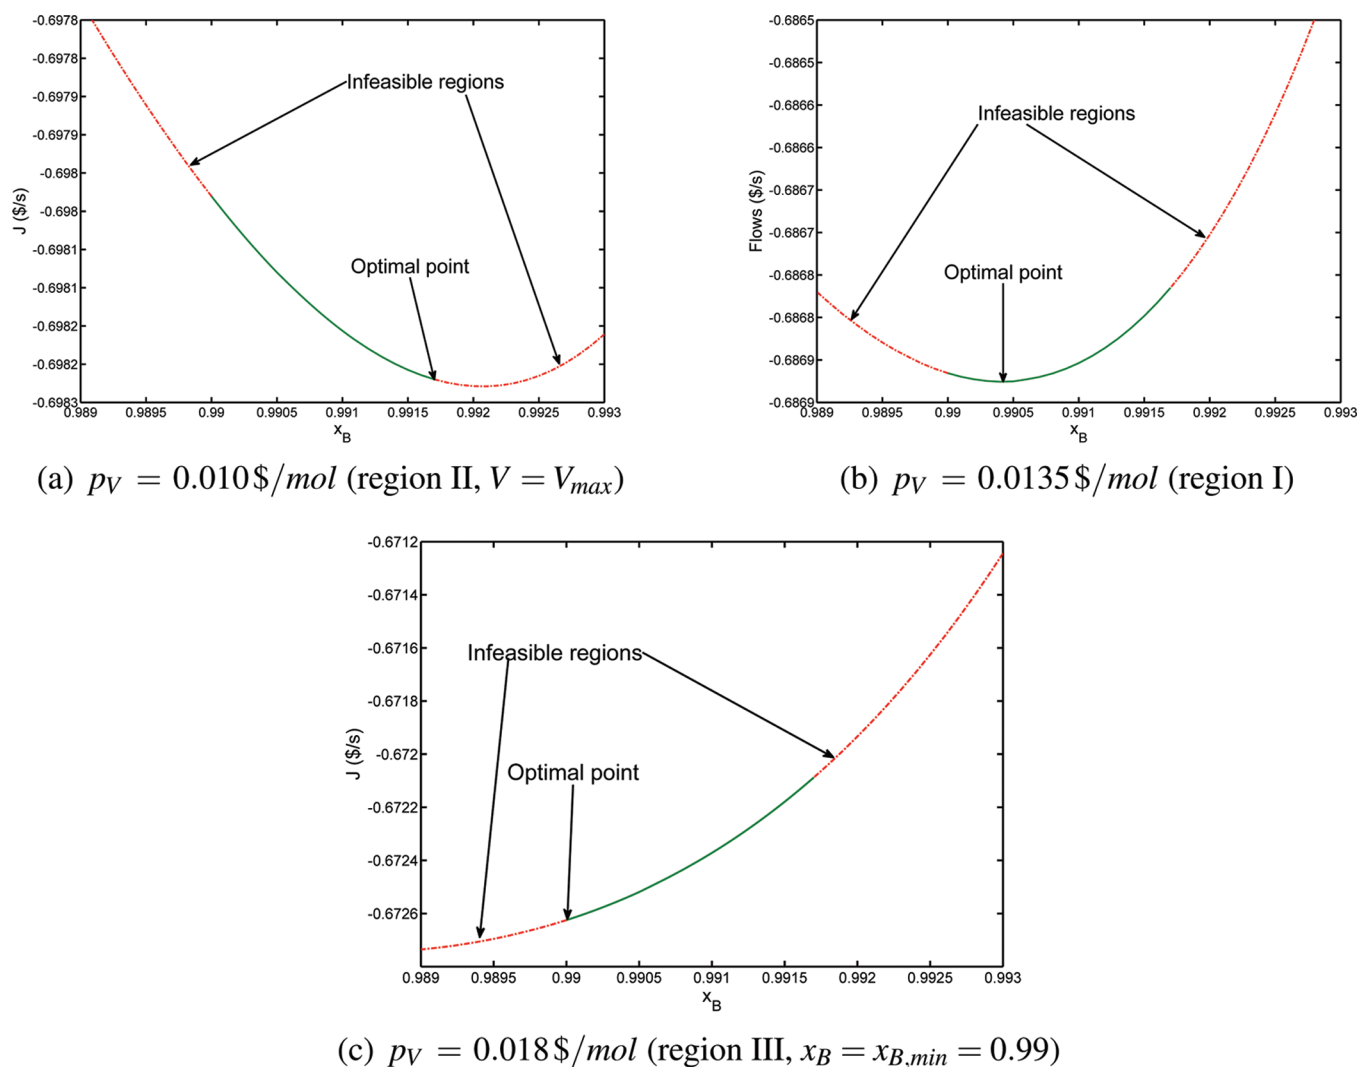 -0.6978
-0.6978
-0.6979
-0.6979
-0.698
-0.698
-0.6981
-0.6981
-0.6982
-0.6982
-0.6983
J ($/s)
Infeasible regions
Optimal point
0.989 0.9895 0.99 0.9905 0.991 0.9915 0.992 0.9925 0.993
x_B
(a) p_V = 0.010$/mol (region II, V = V_max)
-0.6865
-0.6865
-0.6866
-0.6866
-0.6867
-0.6867
-0.6868
-0.6868
-0.6869
-0.6869
Flows ($/s)
Infeasible regions
Optimal point
0.989 0.9895 0.99 0.9905 0.991 0.9915 0.992 0.9925 0.993
x_B
(b) p_V = 0.0135$/mol (region I)
-0.6712
-0.6714
-0.6716
-0.6718
-0.672
-0.6722
-0.6724
-0.6726
J ($/s)
Infeasible regions
Optimal point
0.989 0.9895 0.99 0.9905 0.991 0.9915 0.992 0.9925 0.993
x_B
(c) p_V = 0.018$/mol (region III, x_B = x_B,min = 0.99)